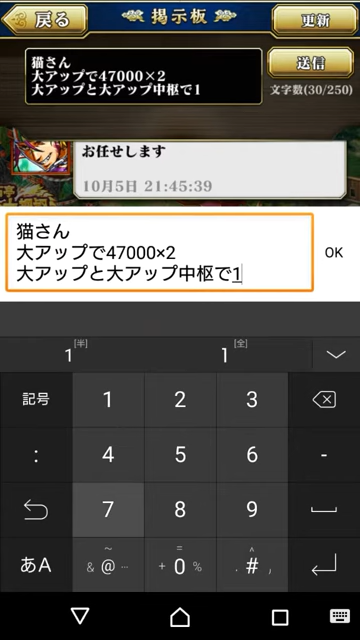 戻る
掲示板
更新
猫さん
大アップで47000×2
大アップと大アップ中枢で1
送信
文字数(30/250)
お任せします
10月5日 21:45:39
猫さん
大アップで47000×2
大アップと大アップ中枢で1
OK
1[半]
1[全]
記号 1 2 3
: 4 5 6 -
7 8 9
あA &@… ~ +0% = .#, ^